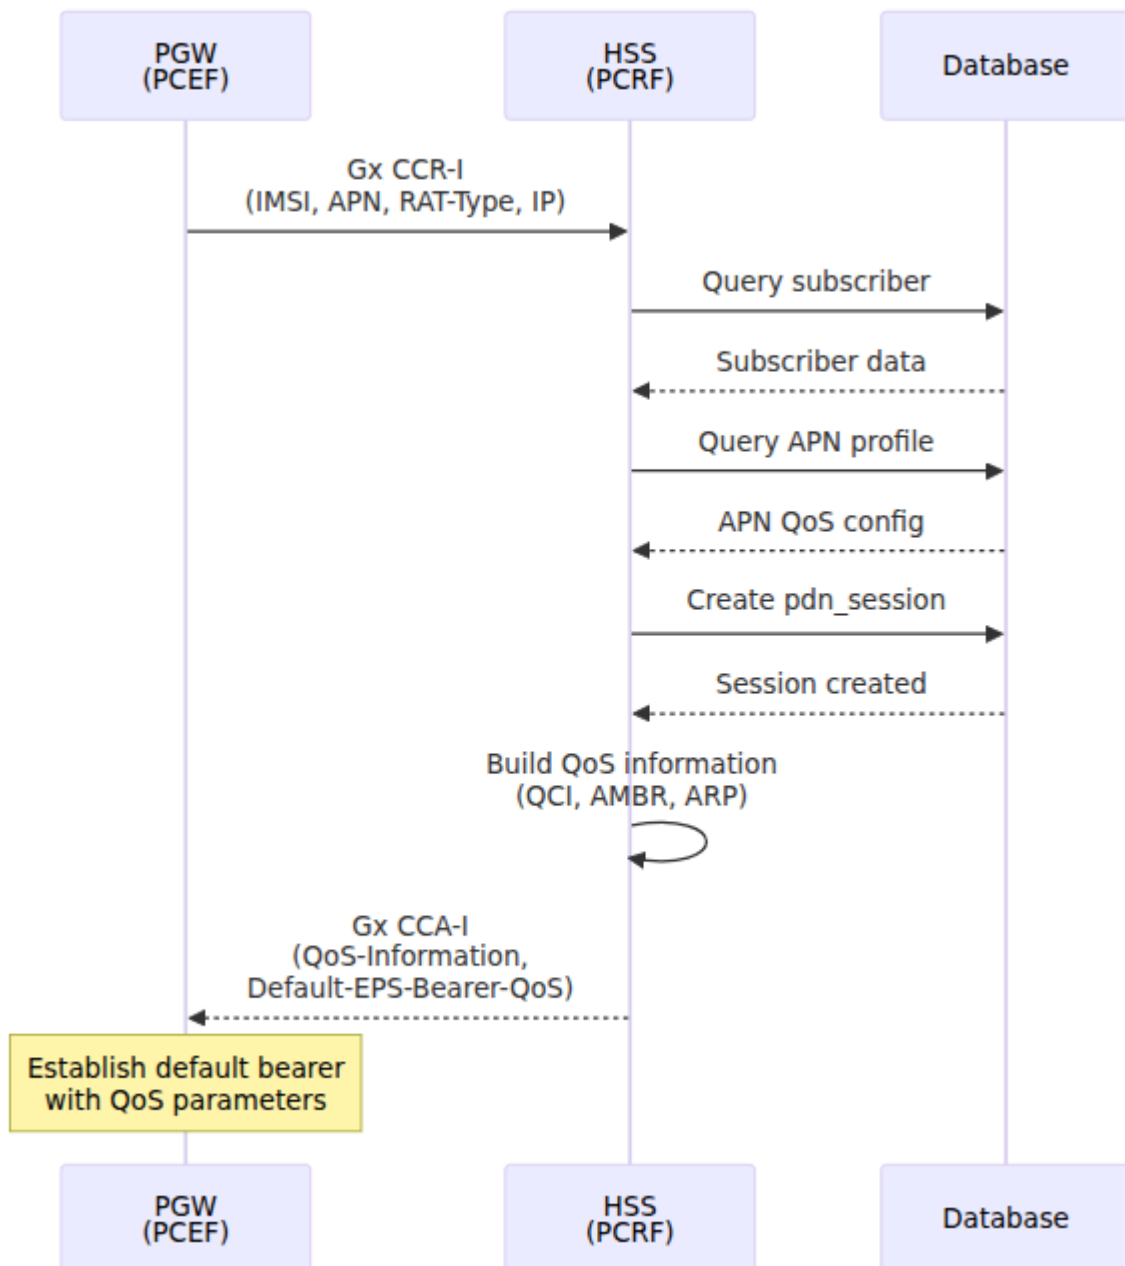 PGW
(PCEF)
HSS
(PCRF)
Database
Gx CCR-I
(IMSI, APN, RAT-Type, IP)
Query subscriber
Subscriber data
Query APN profile
APN QoS config
Create pdn_session
Session created
Build QoS information
(QCI, AMBR, ARP)
Gx CCA-I
(QoS-Information,
Default-EPS-Bearer-QoS)
Establish default bearer
with QoS parameters
PGW
(PCEF)
HSS
(PCRF)
Database